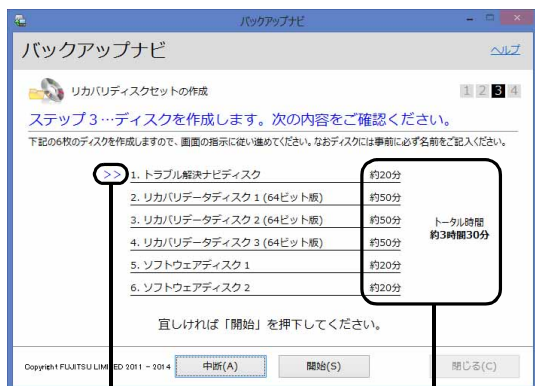 バックアップナビ
バックアップナビ
ヘルプ
リカバリディスクセットの作成
1 2 3 4
ステップ3…ディスクを作成します。次の内容をご確認ください。
下記の6枚のディスクを作成しますので、画面の指示に従い進めてください。なおディスクには事前に必ず名前をご記入ください。
>> 1. トラブル解決ナビディスク 約20分
2. リカバリデータディスク1 (64ビット版) 約50分
3. リカバリデータディスク2 (64ビット版) 約50分
4. リカバリデータディスク3 (64ビット版) 約50分
5. ソフトウェアディスク1 約20分
6. ソフトウェアディスク2 約20分
トータル時間
約3時間30分
宜しければ「開始」を押下してください。
Copyright FUJITSU LIMITED 2011 - 2014
中断(A)
開始(S)
閉じる(C)